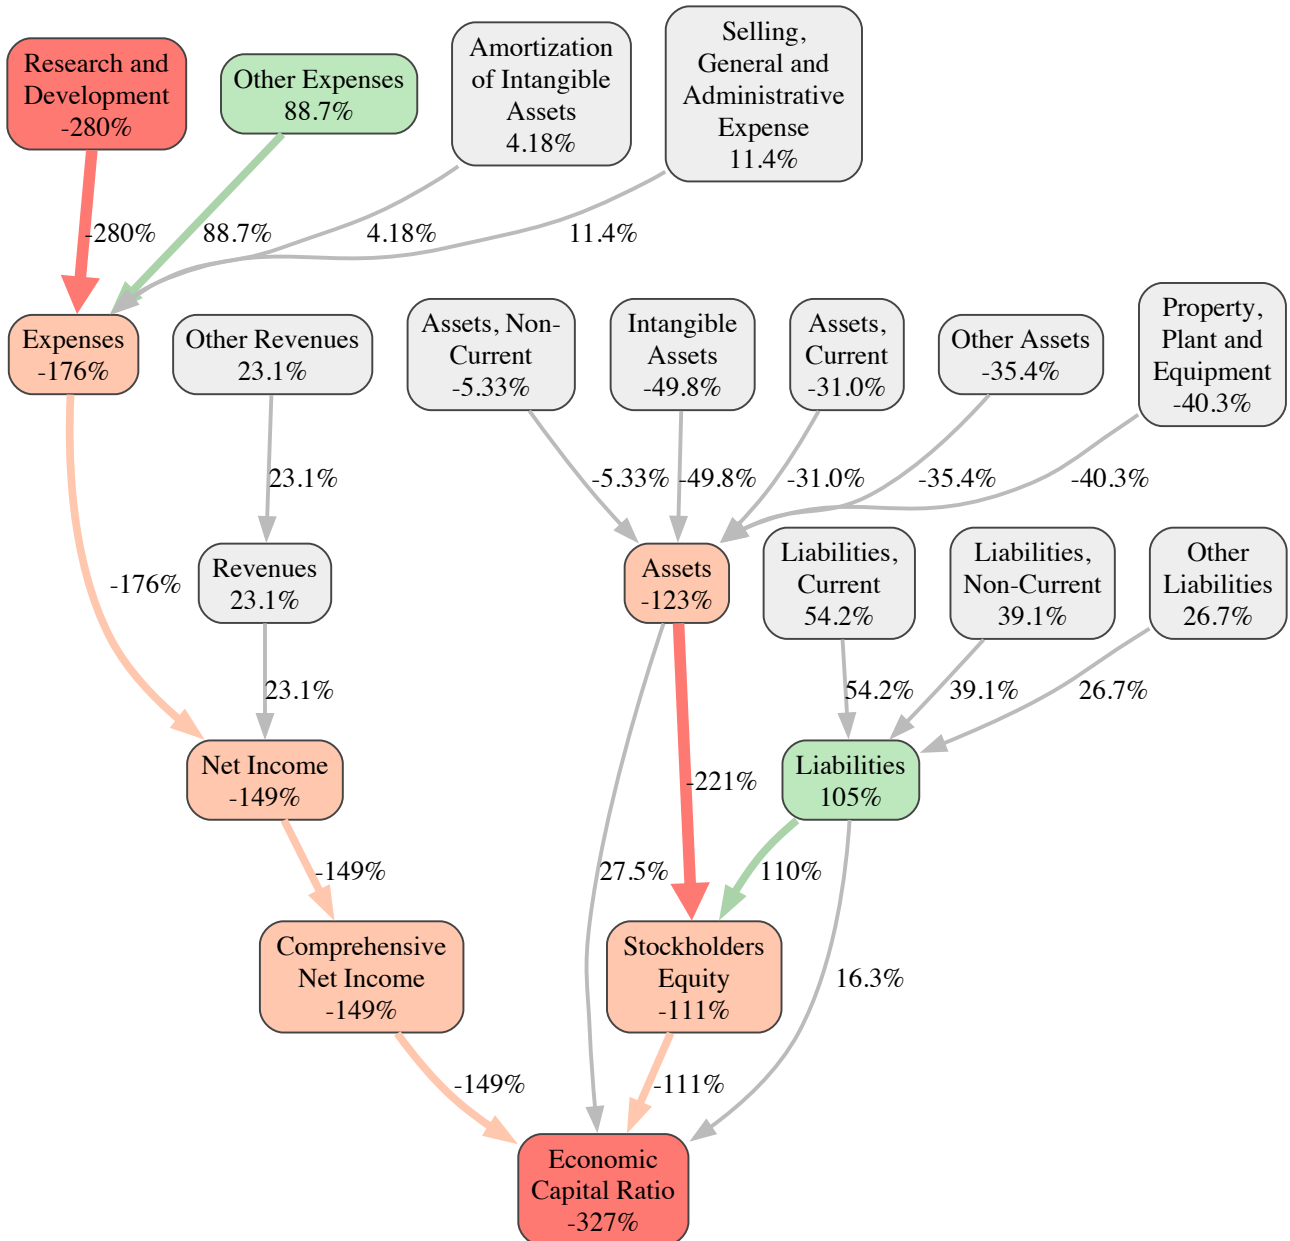 Research and
Development
-280%
Other Expenses
88.7%
Amortization
of Intangible
Assets
4.18%
Selling,
General and
Administrative
Expense
11.4%
-280%
88.7%
4.18%
11.4%
Expenses
-176%
Other Revenues
23.1%
Assets, Non-
Current
-5.33%
Intangible
Assets
-49.8%
Assets,
Current
-31.0%
Other Assets
-35.4%
Property,
Plant and
Equipment
-40.3%
23.1%
-5.33%
-49.8%
-31.0%
-35.4%
-40.3%
-176%
Revenues
23.1%
Assets
-123%
Liabilities,
Current
54.2%
Liabilities,
Non-Current
39.1%
Other
Liabilities
26.7%
23.1%
54.2%
39.1%
26.7%
Net Income
-149%
-221%
Liabilities
105%
-149%
27.5%
110%
Comprehensive
Net Income
-149%
Stockholders
Equity
-111%
16.3%
-149%
-111%
Economic
Capital Ratio
-327%